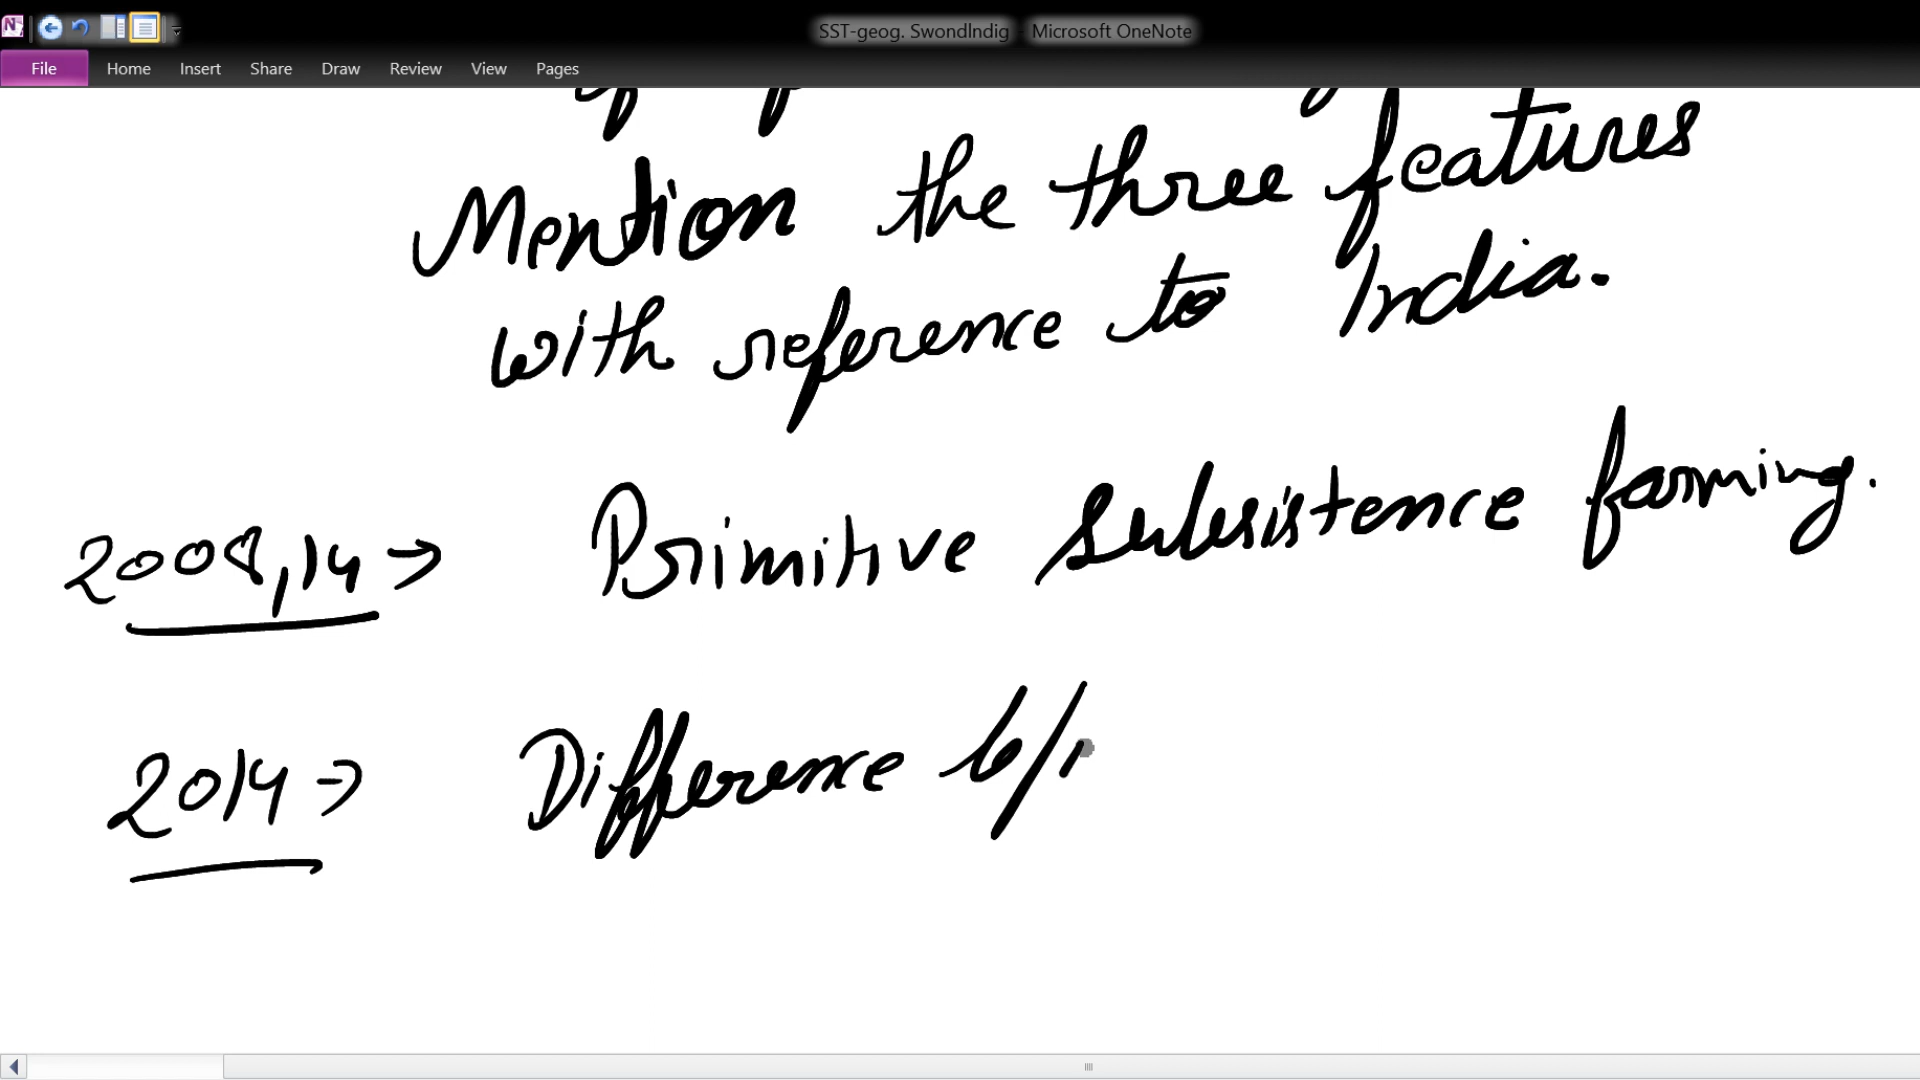 SST-geog. SwondIndig - Microsoft OneNote
File Home Insert Share Draw Review View Pages
Mention the three features
with reference to India.
2008,14 → Primitive subsistence farming.
2014 → Difference b/